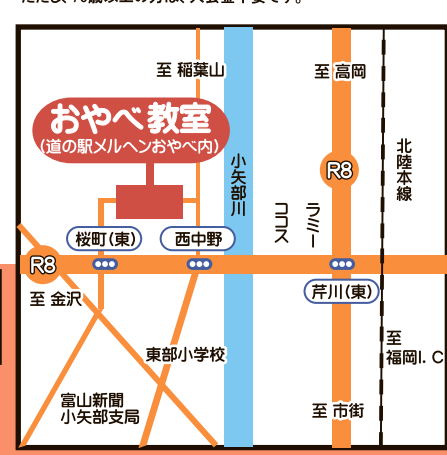 至 稲葉山
至 高岡
おやべ教室
(道の駅メルヘンおやべ内)
小矢部川
R8
北陸本線
ココス
ラミー
桜町(東)
西中野
R8
芹川(東)
至 金沢
東部小学校
至
福岡I.C
富山新聞
小矢部支局
至 市街